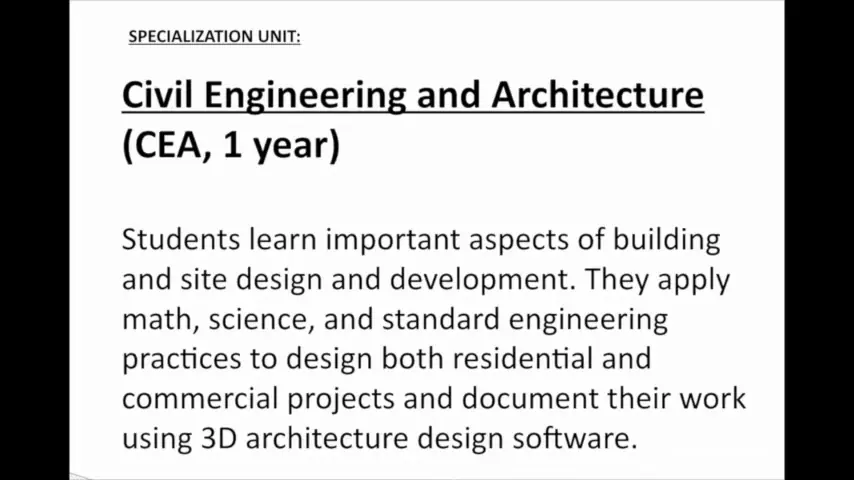 SPECIALIZATION UNIT:
Civil Engineering and Architecture
(CEA, 1 year)
Students learn important aspects of building
and site design and development. They apply
math, science, and standard engineering
practices to design both residential and
commercial projects and document their work
using 3D architecture design software.